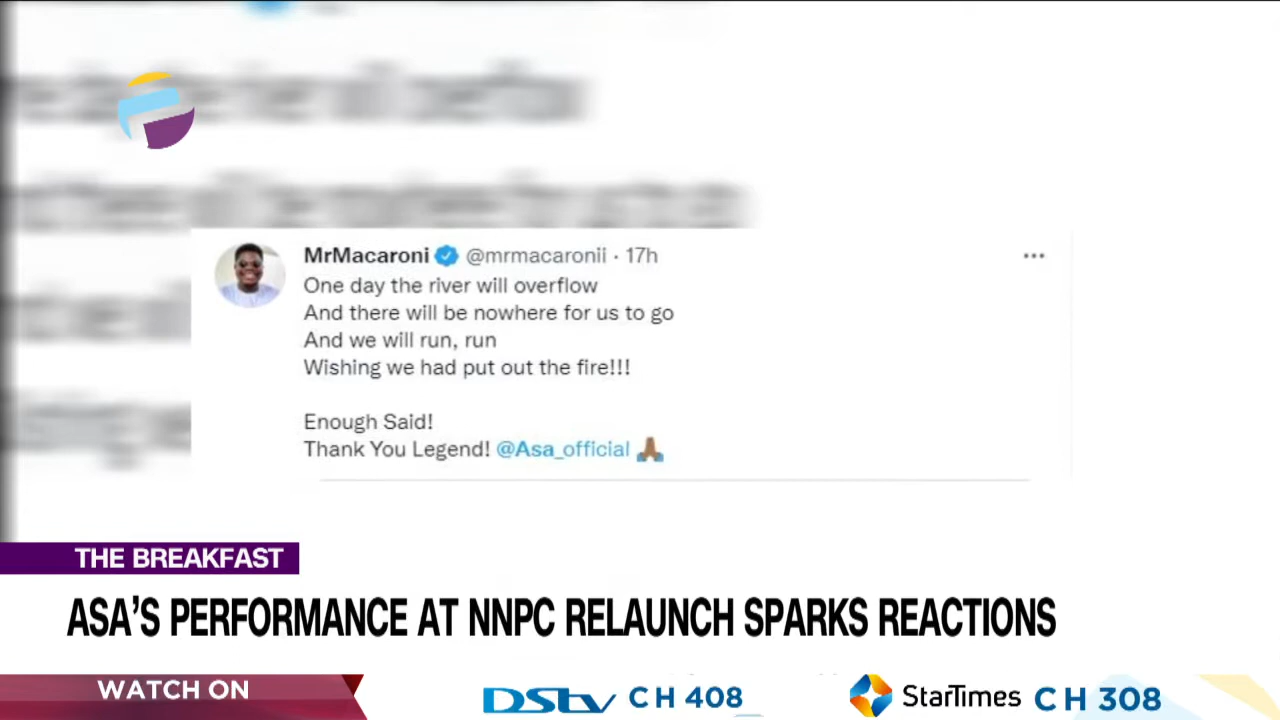 MrMacaroni @mrmacaronii · 17h
One day the river will overflow
And there will be nowhere for us to go
And we will run, run
Wishing we had put out the fire!!!
Enough Said!
Thank You Legend! @Asa_official 🙏🏾
THE BREAKFAST
ASA'S PERFORMANCE AT NNPC RELAUNCH SPARKS REACTIONS
WATCH ON
DStv CH 408
StarTimes CH 308